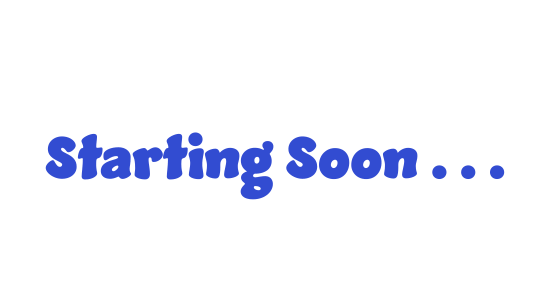 Starting Soon . . .